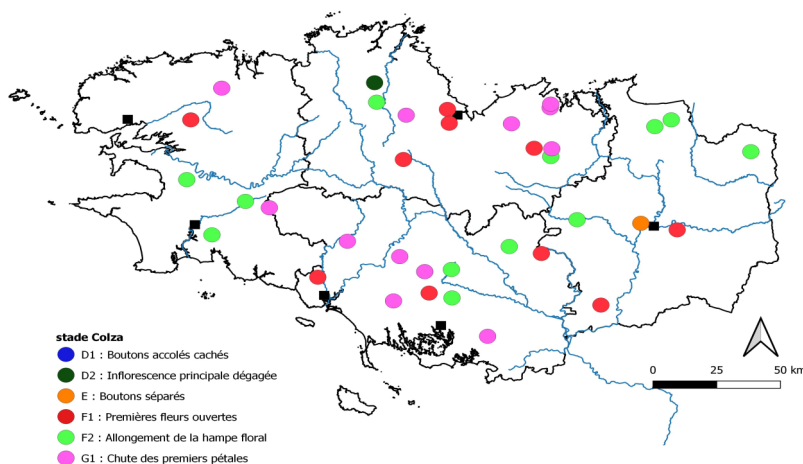 stade Colza
D1 : Boutons accolés cachés
D2 : Inflorescence principale dégagée
E : Boutons séparés
F1 : Premières fleurs ouvertes
F2 : Allongement de la hampe floral
G1 : Chute des premiers pétales
0 25 50 km